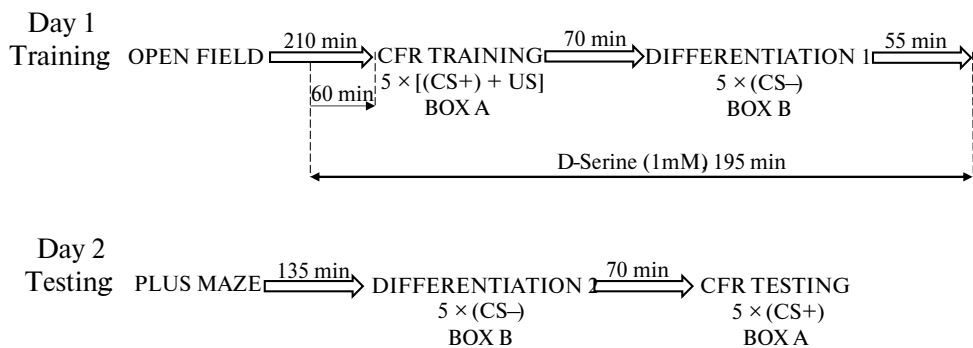 Day 1
Training
OPEN FIELD 210 min CFR TRAINING 70 min DIFFERENTIATION 1 55 min
5 × [(CS+) + US] 5 × (CS–)
60 min BOX A BOX B
D-Serine (1mM) 195 min
Day 2
Testing
PLUS MAZE 135 min DIFFERENTIATION 2 70 min CFR TESTING
5 × (CS–) 5 × (CS+)
BOX B BOX A